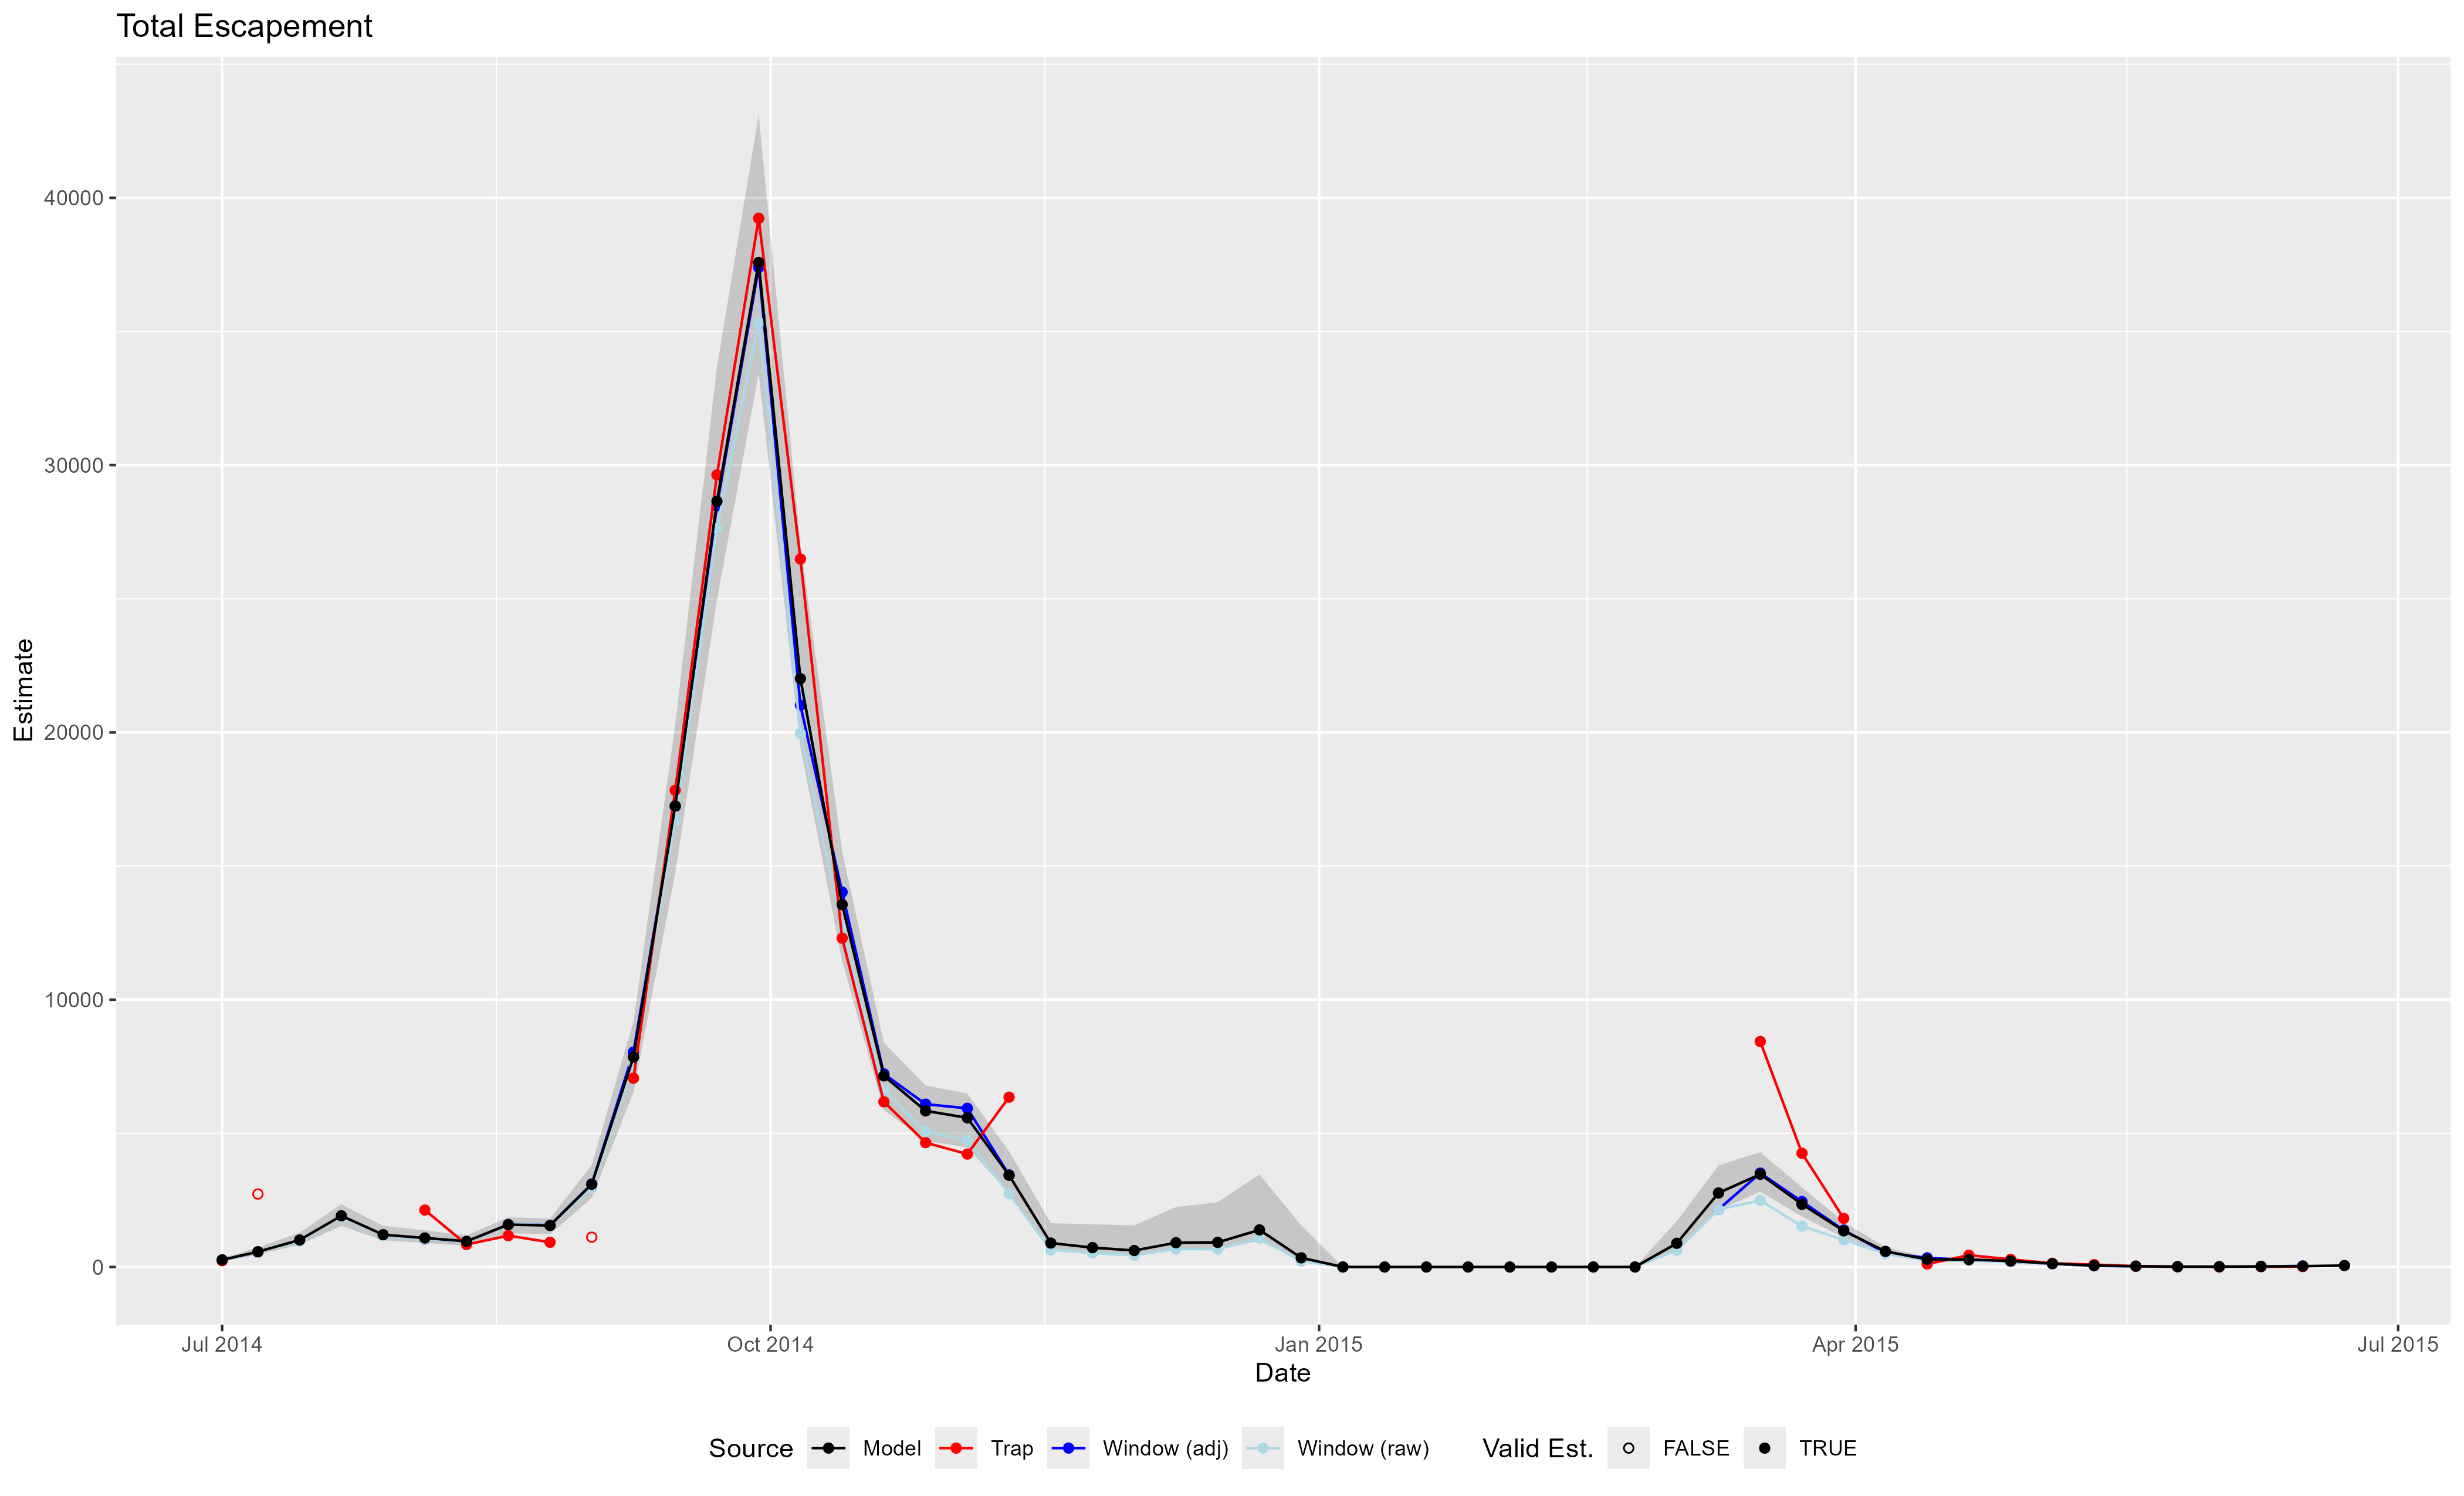 Total Escapement
Estimate
40000
30000
20000
10000
0
Jul 2014 Oct 2014 Jan 2015 Apr 2015 Jul 2015
Date
Source Model Trap Window (adj) Window (raw) Valid Est. FALSE TRUE